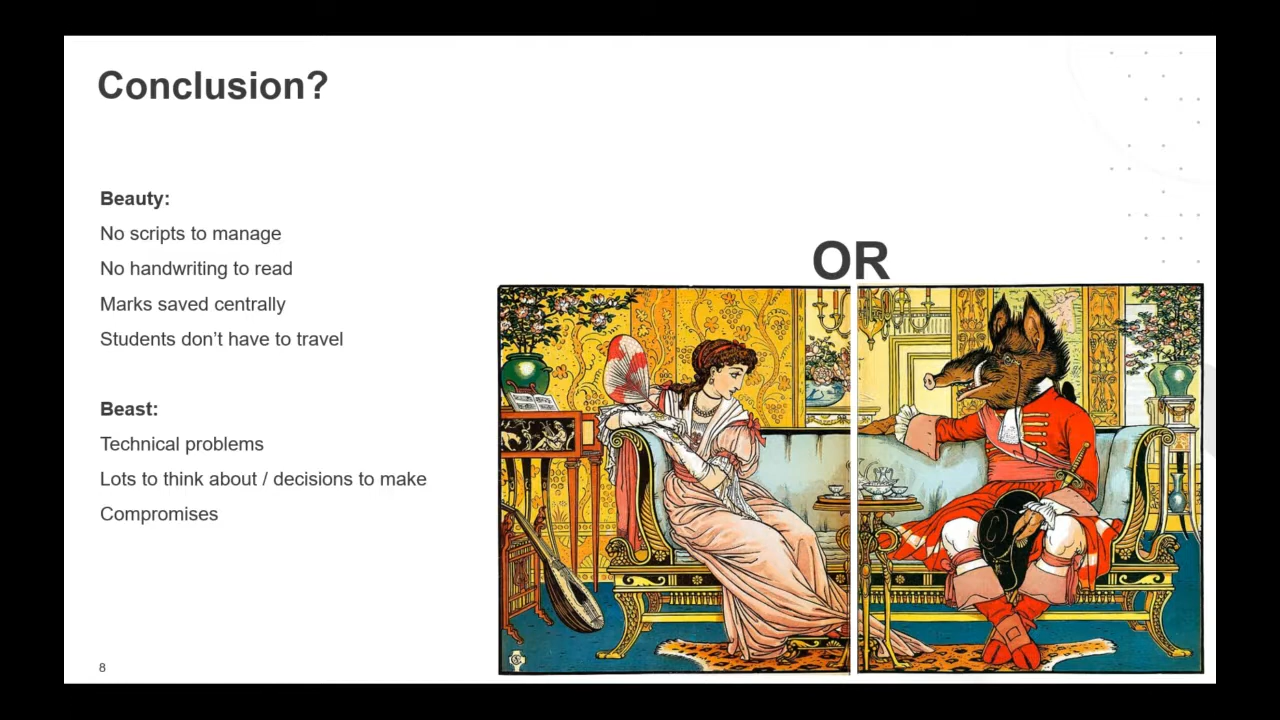 Conclusion?
Beauty:
No scripts to manage
No handwriting to read
Marks saved centrally
Students don’t have to travel
Beast:
Technical problems
Lots to think about / decisions to make
Compromises
OR
8